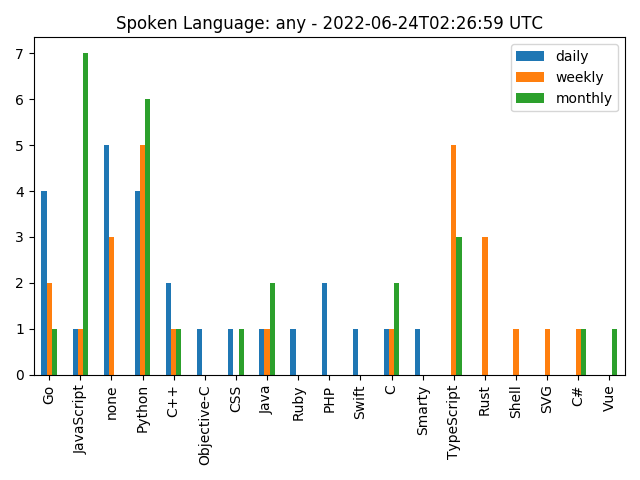 Spoken Language: any - 2022-06-24T02:26:59 UTC
daily
weekly
monthly
7
6
5
4
3
2
1
0
Go
JavaScript
none
Python
C++
Objective-C
CSS
Java
Ruby
PHP
Swift
C
Smarty
TypeScript
Rust
Shell
SVG
C#
Vue